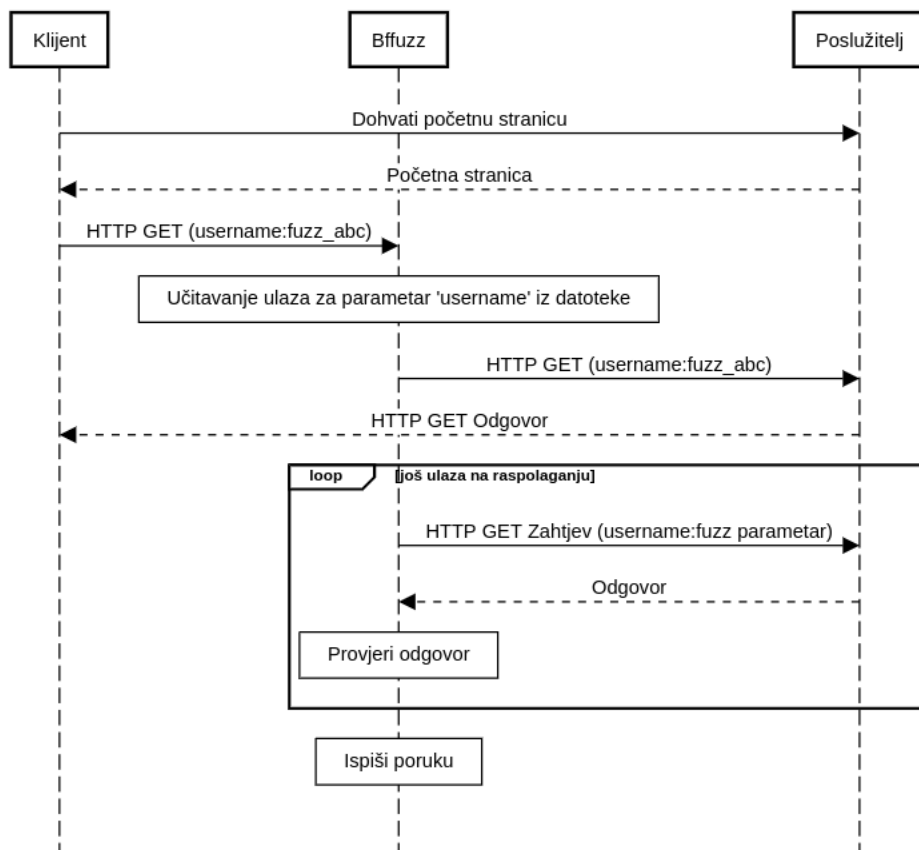 Klijent
Bffuzz
Poslužitelj
Dohvati početnu stranicu
Početna stranica
HTTP GET (username:fuzz_abc)
Učitavanje ulaza za parametar 'username' iz datoteke
HTTP GET (username:fuzz_abc)
HTTP GET Odgovor
loop
[još ulaza na raspolaganju]
HTTP GET Zahtjev (username:fuzz parametar)
Odgovor
Provjeri odgovor
Ispiši poruku